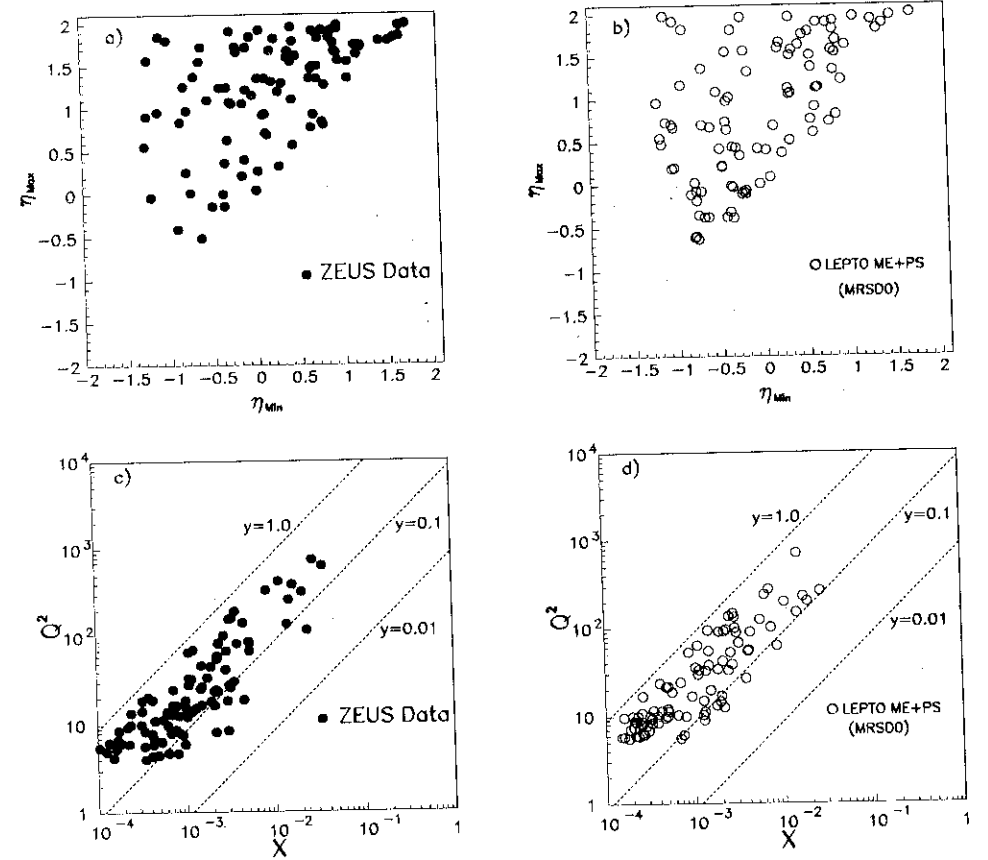 a)
2
1.5
1
0.5
0
−0.5
−1
−1.5
−2
η Max
−2 −1.5 −1 −0.5 0 0.5 1 1.5 2
η Min
ZEUS Data
b)
2
1.5
1
0.5
0
−0.5
−1
−1.5
−2
η Max
−2 −1.5 −1 −0.5 0 0.5 1 1.5 2
η Min
LEPTO ME+PS
(MRSD0)
c)
10^4
10^3
10^2
10
1
Q^2
y=1.0
y=0.1
y=0.01
ZEUS Data
10^−4 10^−3 10^−2 10^−1 1
X
d)
10^4
10^3
10^2
10
1
Q^2
y=1.0
y=0.1
y=0.01
LEPTO ME+PS
(MRSD0)
10^−4 10^−3 10^−2 10^−1 1
X